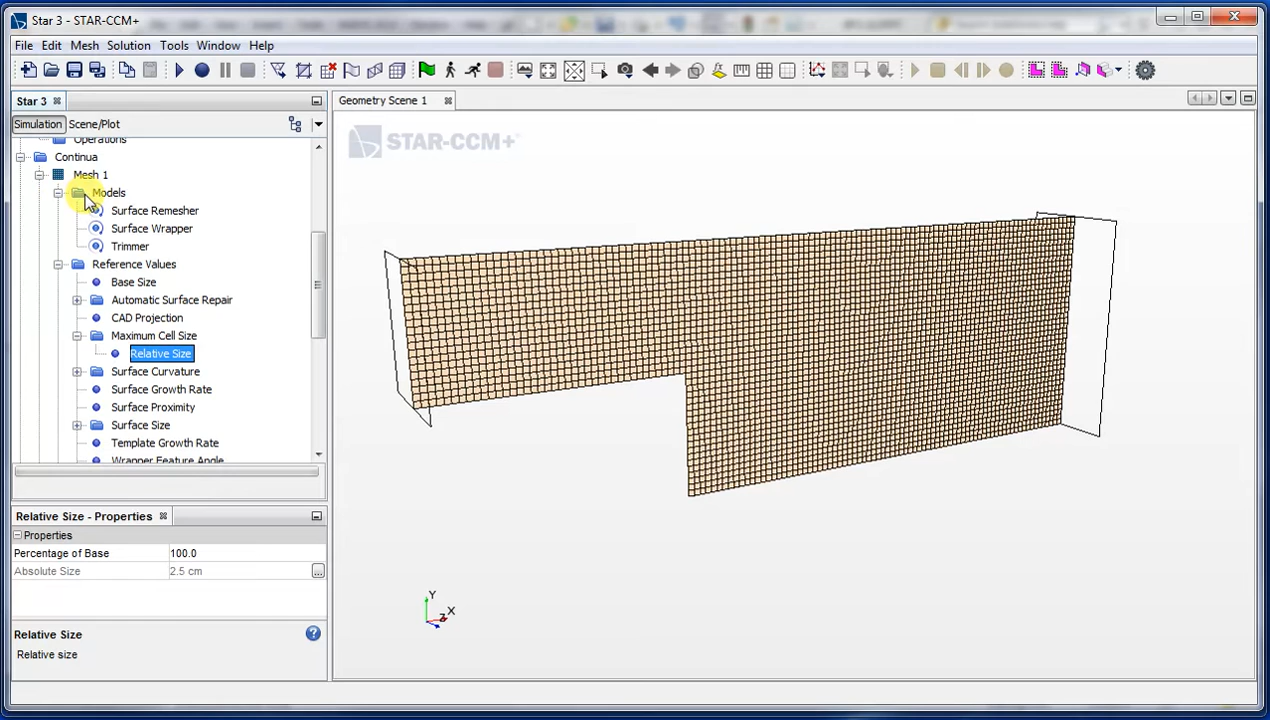 Star 3 - STAR-CCM+
File Edit Mesh Solution Tools Window Help
Star 3
Geometry Scene 1
Simulation Scene/Plot
STAR-CCM+
Operations
Continua
Mesh 1
Models
Surface Remesher
Surface Wrapper
Trimmer
Reference Values
Base Size
Automatic Surface Repair
CAD Projection
Maximum Cell Size
Relative Size
Surface Curvature
Surface Growth Rate
Surface Proximity
Surface Size
Template Growth Rate
Wrapper Feature Angle
Relative Size - Properties
Properties
Percentage of Base 100.0
Absolute Size 2.5 cm
...
Relative Size
Relative size
Y
X
Z